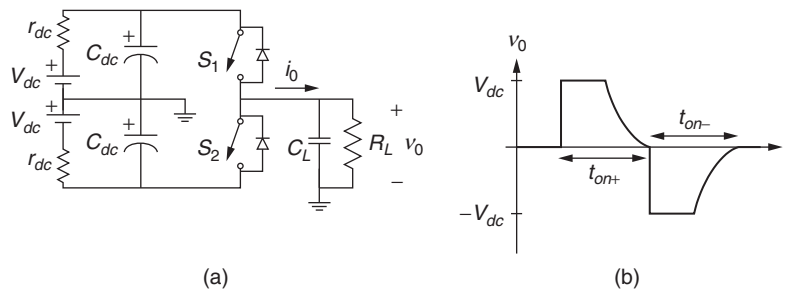 r_dc
+
V_dc
+
C_dc
S_1
i_0
+
V_dc
r_dc
+
C_dc
S_2
C_L
R_L
+
v_0
−
(a)
v_0
V_dc
t_on+
t_on−
−V_dc
(b)